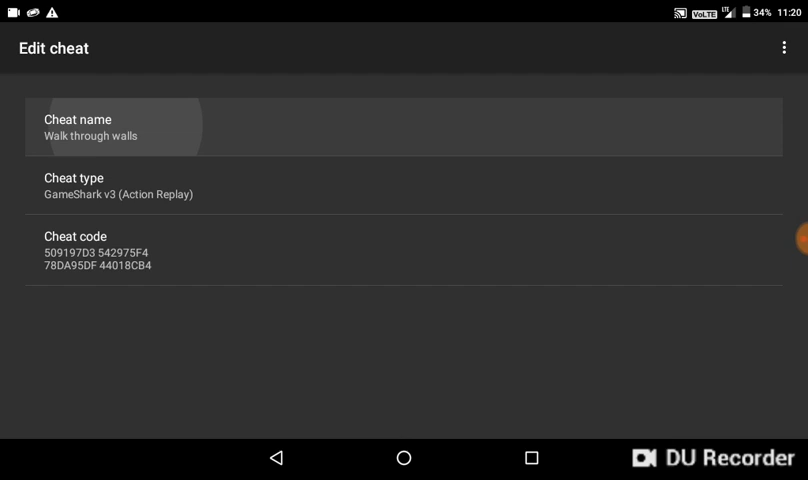 VoLTE LTE 34% 11:20
Edit cheat
Cheat name
Walk through walls
Cheat type
GameShark v3 (Action Replay)
Cheat code
509197D3 542975F4
78DA95DF 44018CB4
DU Recorder